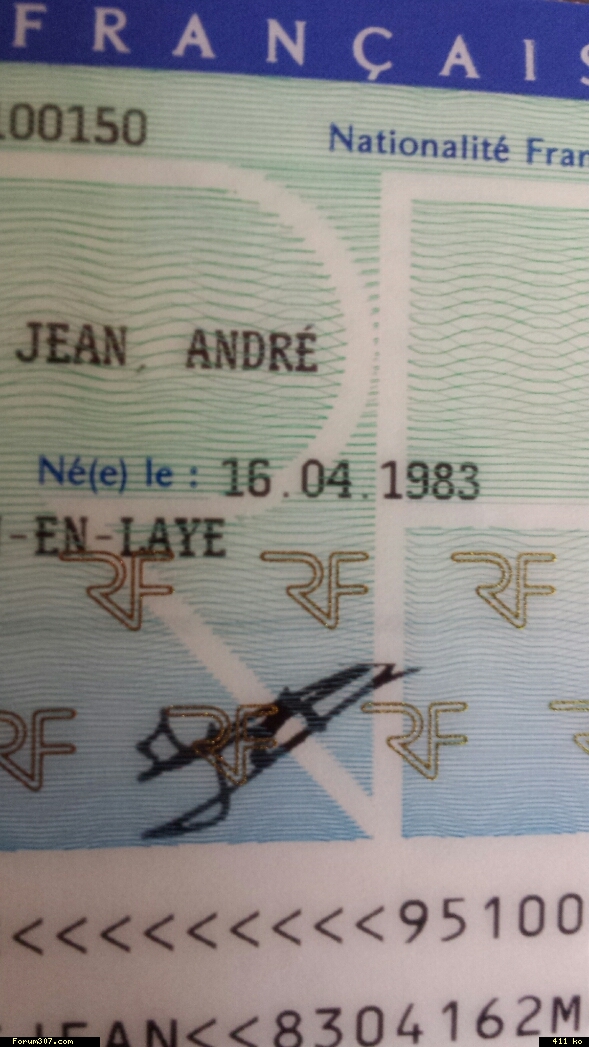 FRANÇAIS
100150
Nationalité Fran
JEAN, ANDRÉ
Né(e) le : 16.04.1983
-EN-LAYE
RF RF RF
RF RF RF
<<<<<<<<<<95100
JEAN<<8304162M
Forum307.com
411 ko